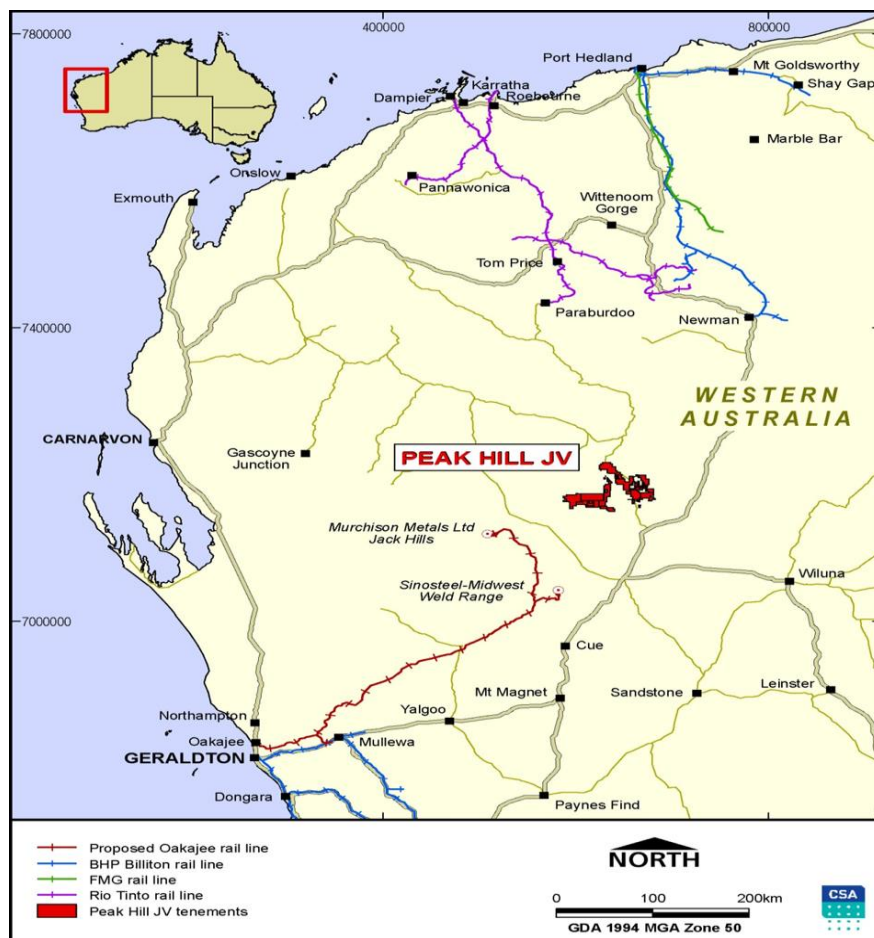 400000
800000
7800000
Port Hedland
Mt Goldsworthy
Karratha
Shay Gap
Dampier
Roebourne
Marble Bar
Onslow
Pannawonica
Exmouth
Wittenoom
Gorge
Tom Price
Paraburdoo
7400000
Newman
WESTERN
AUSTRALIA
CARNARVON
Gascoyne
Junction
PEAK HILL JV
Murchison Metals Ltd
Jack Hills
Sinosteel-Midwest
Weld Range
Wiluna
7000000
Cue
Mt Magnet
Sandstone
Leinster
Northampton
Yalgoo
Oakajee
Mullewa
GERALDTON
Dongara
Paynes Find
Proposed Oakajee rail line
BHP Billiton rail line
FMG rail line
Rio Tinto rail line
Peak Hill JV tenements
NORTH
0 100 200km
GDA 1994 MGA Zone 50
CSA